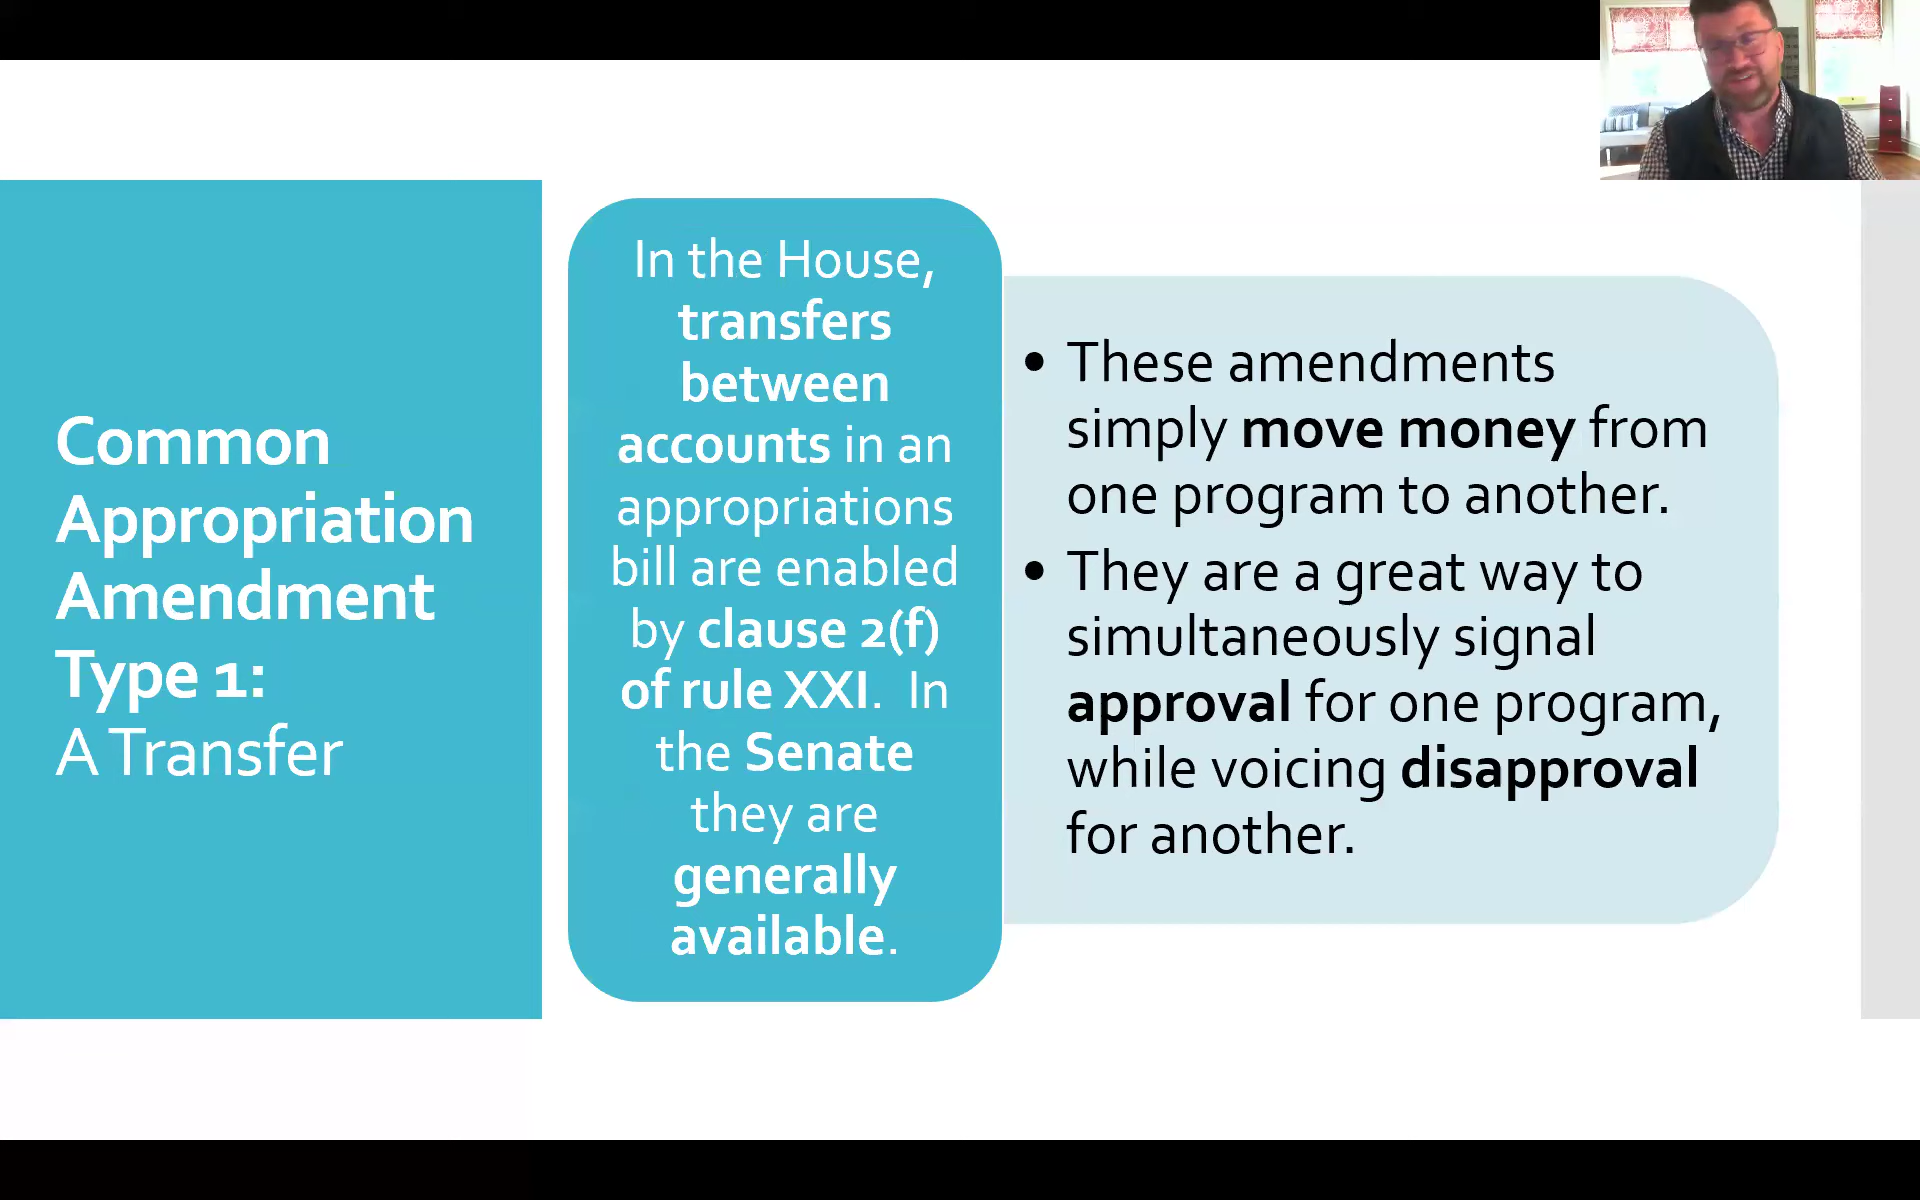 Common
Appropriation
Amendment
Type 1:
A Transfer
In the House,
transfers
between
accounts in an
appropriations
bill are enabled
by clause 2(f)
of rule XXI. In
the Senate
they are
generally
available.
• These amendments
simply move money from
one program to another.
• They are a great way to
simultaneously signal
approval for one program,
while voicing disapproval
for another.